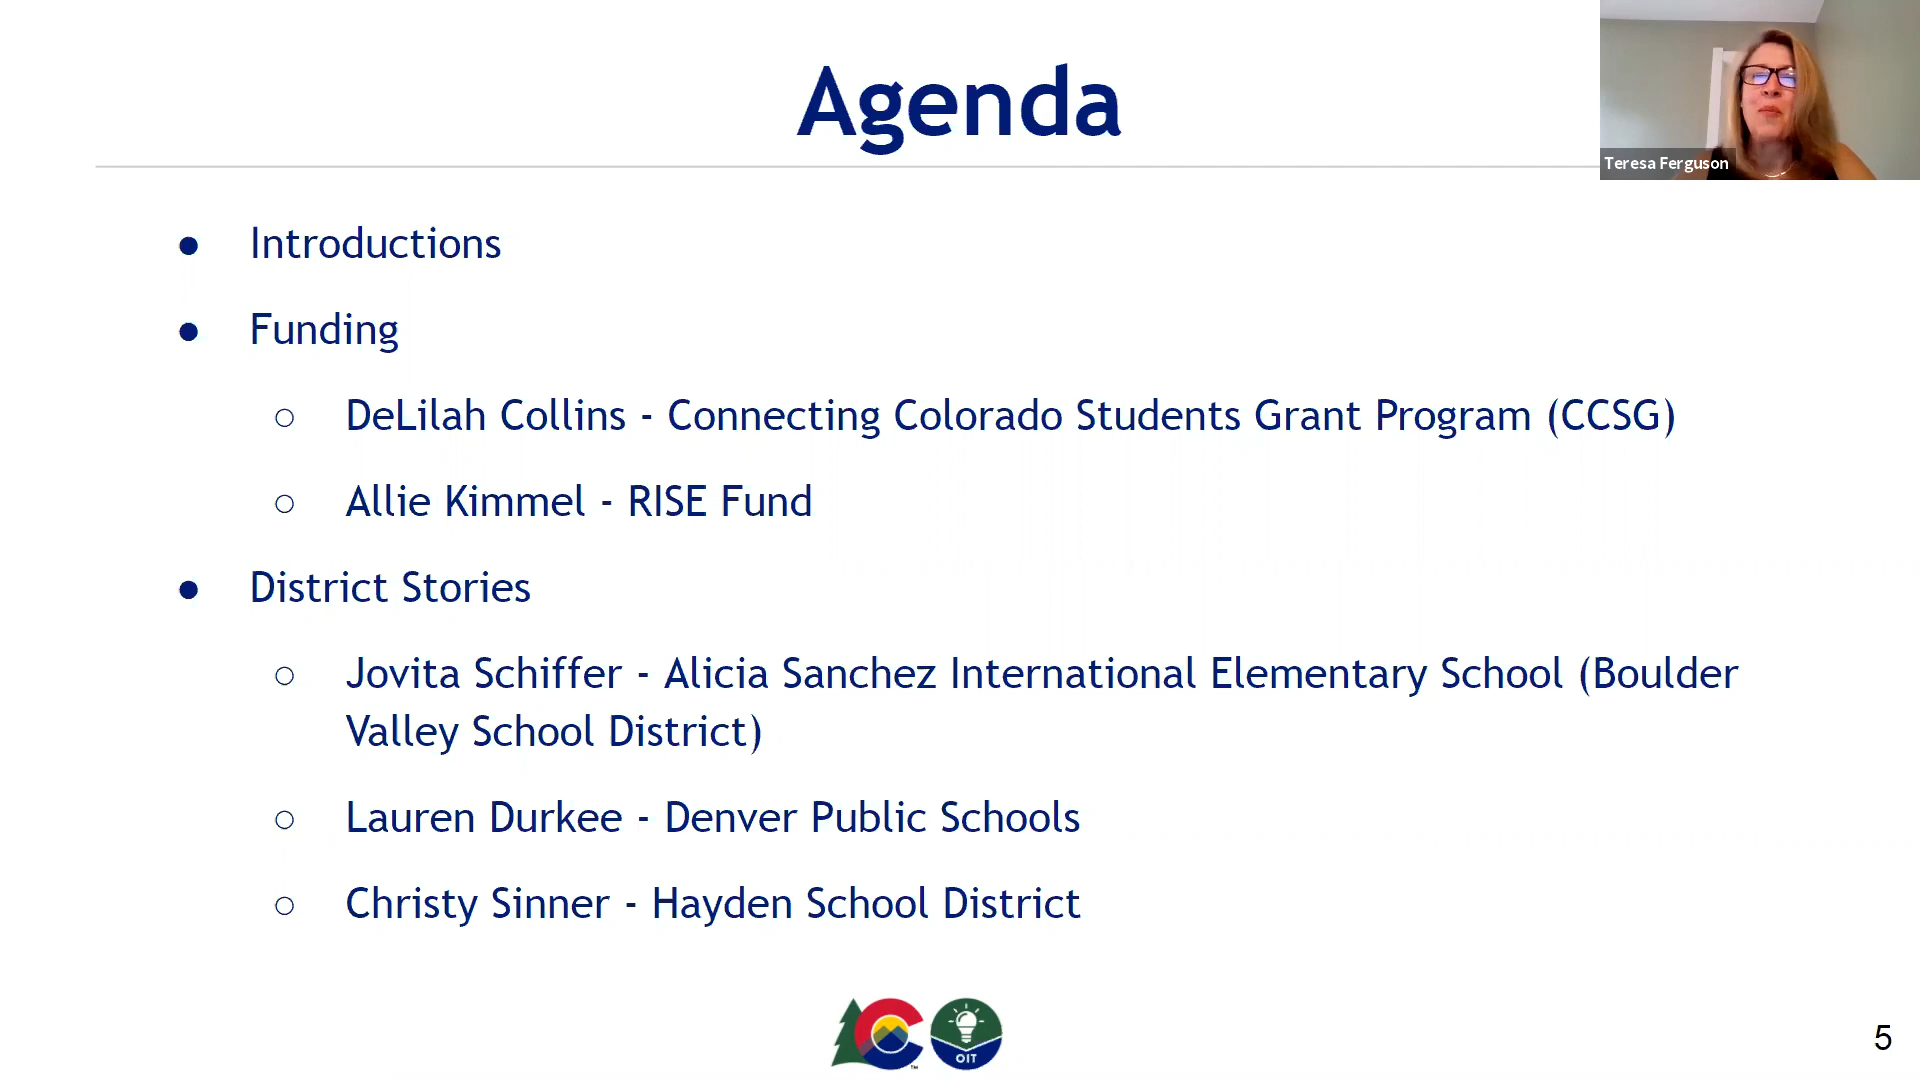 Agenda
Teresa Ferguson
● Introductions
● Funding
○ DeLilah Collins - Connecting Colorado Students Grant Program (CCSG)
○ Allie Kimmel - RISE Fund
● District Stories
○ Jovita Schiffer - Alicia Sanchez International Elementary School (Boulder
Valley School District)
○ Lauren Durkee - Denver Public Schools
○ Christy Sinner - Hayden School District
TM
OIT
5